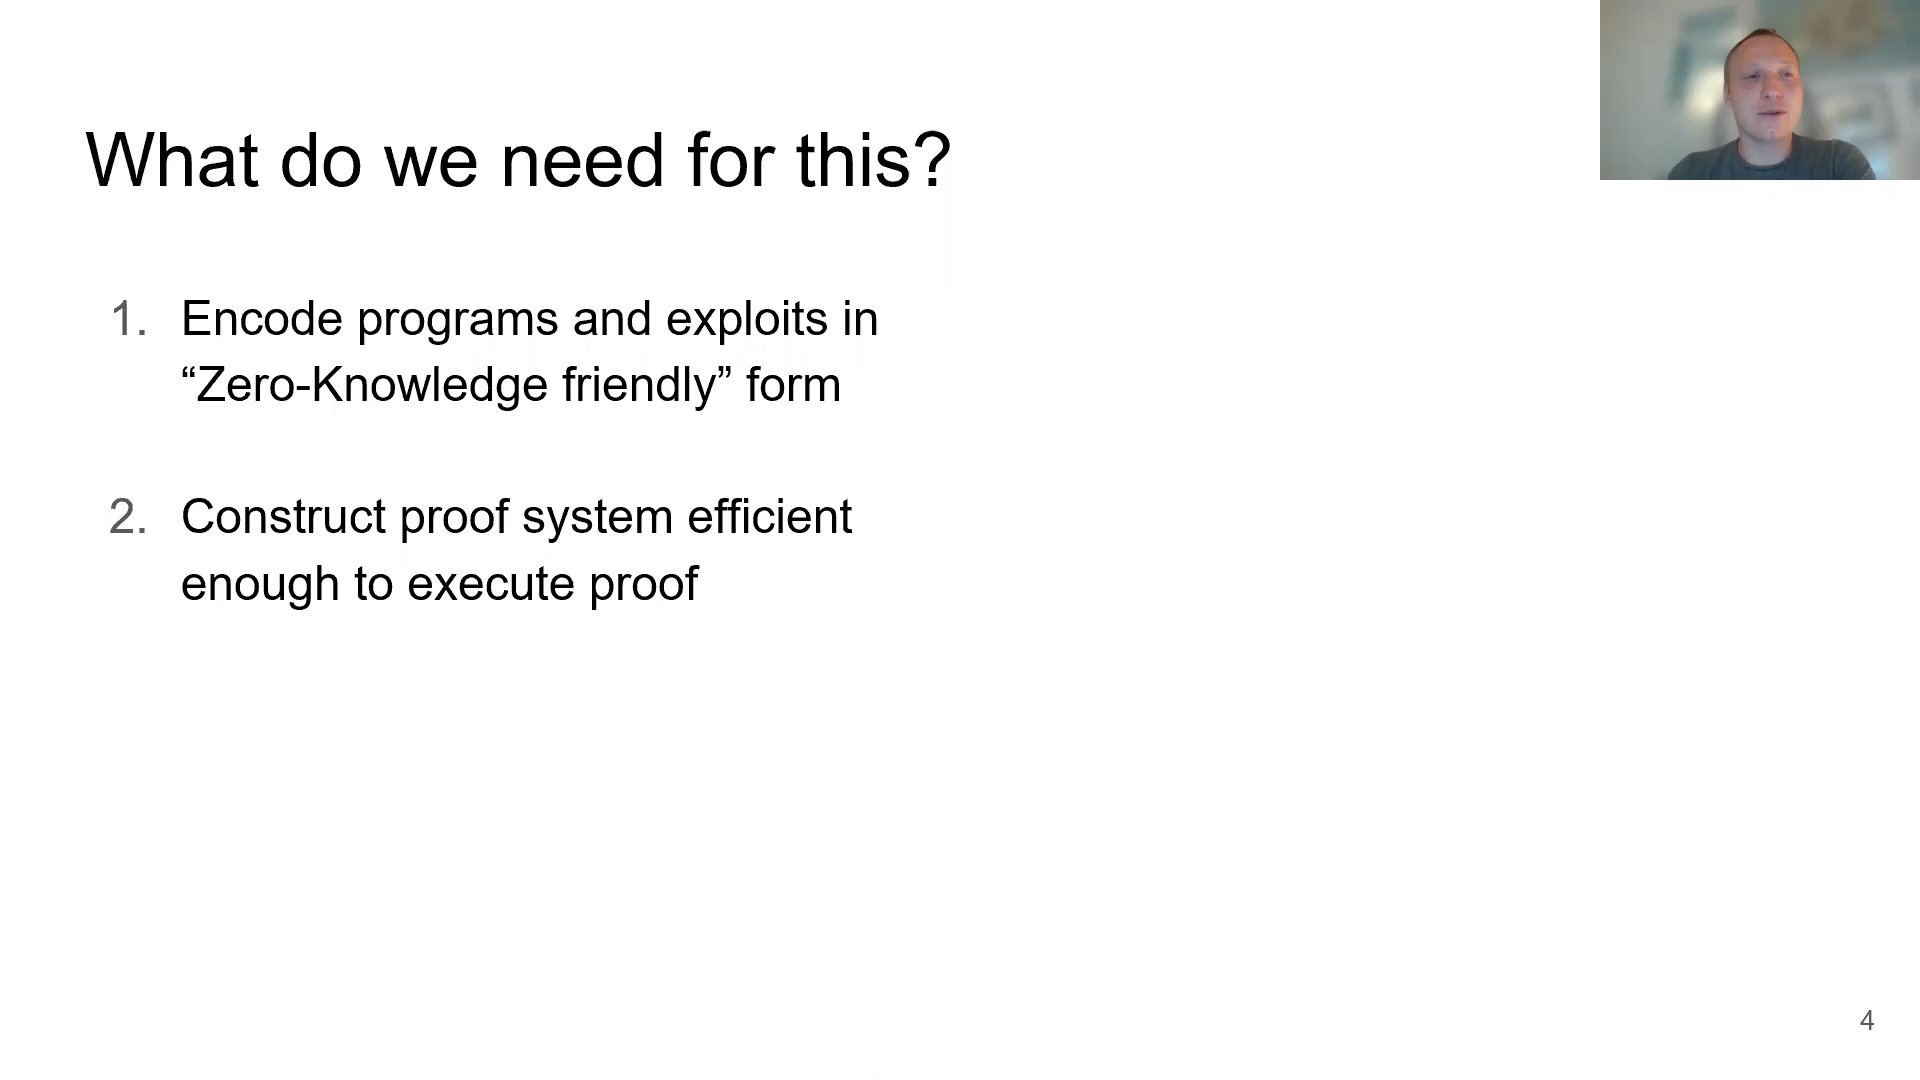 What do we need for this?
1. Encode programs and exploits in
“Zero-Knowledge friendly” form
2. Construct proof system efficient
enough to execute proof
4